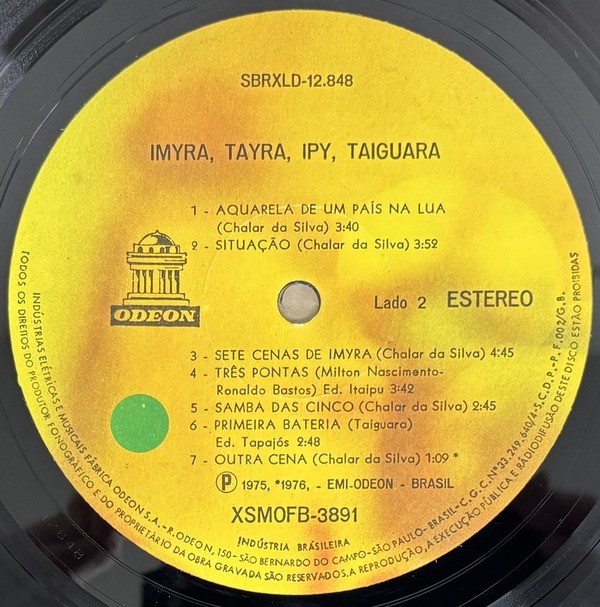 SBRXLD-12.848
IMYRA, TAYRA, IPY, TAIGUARA
1 - AQUARELA DE UM PAÍS NA LUA
(Chalar da Silva) 3:40
2 - SITUAÇÃO (Chalar da Silva) 3:52
ODEON
Lado 2 ESTEREO
3 - SETE CENAS DE IMYRA (Chalar da Silva) 4:45
4 - TRÊS PONTAS (Milton Nascimento-
Ronaldo Bastos) Ed. Itaipu 3:42
5 - SAMBA DAS CINCO (Chalar da Silva) 2:45
6 - PRIMEIRA BATERIA (Taiguara)
Ed. Tapajós 2:48
7 - OUTRA CENA (Chalar da Silva) 1:09 *
Ⓟ 1975, *1976, - EMI-ODEON - BRASIL
XSMOFB-3891
INDÚSTRIA BRASILEIRA
INDÚSTRIAS ELÉTRICAS E MUSICAIS FÁBRICA ODEON S.A.-R.ODEON, 150-SÃO BERNARDO DO CAMPO-SÃO PAULO-BRASIL-C.G.C.Nº33.249.640/4-S.C.D.P.-P.F.002/G.B.
TODOS OS DIREITOS DO PRODUTOR FONOGRÁFICO E DO PROPRIETÁRIO DA OBRA GRAVADA SÃO RESERVADOS.A REPRODUÇÃO,A EXECUÇÃO PÚBLICA E RÁDIODIFUSÃO DESTE DISCO ESTÃO PROIBIDAS